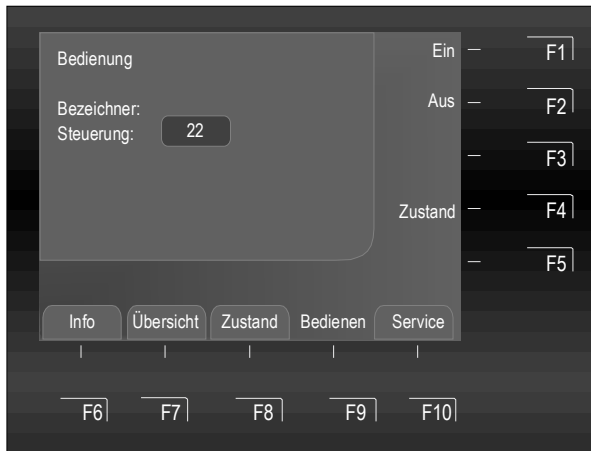 Bedienung
Bezeichner:
Steuerung: 22
Ein F1
Aus F2
F3
Zustand F4
F5
Info Übersicht Zustand Bedienen Service
F6 F7 F8 F9 F10